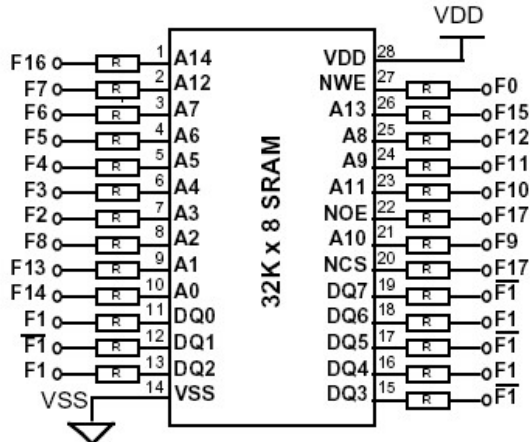 VDD
F16 R 1 A14 VDD 28
F7 R 2 A12 NWE 27 R F0
F6 R 3 A7 A13 26 R F15
F5 R 4 A6 A8 25 R F12
F4 R 5 A5 A9 24 R F11
F3 R 6 A4 A11 23 R F10
F2 R 7 A3 NOE 22 R F17
F8 R 8 A2 A10 21 R F9
F13 R 9 A1 NCS 20 R F17
F14 R 10 A0 DQ7 19 R F̅1̅
F1 R 11 DQ0 DQ6 18 R F1
F̅1̅ R 12 DQ1 DQ5 17 R F̅1̅
F1 R 13 DQ2 DQ4 16 R F1
VSS 14 VSS DQ3 15 R F̅1̅
32K x 8 SRAM